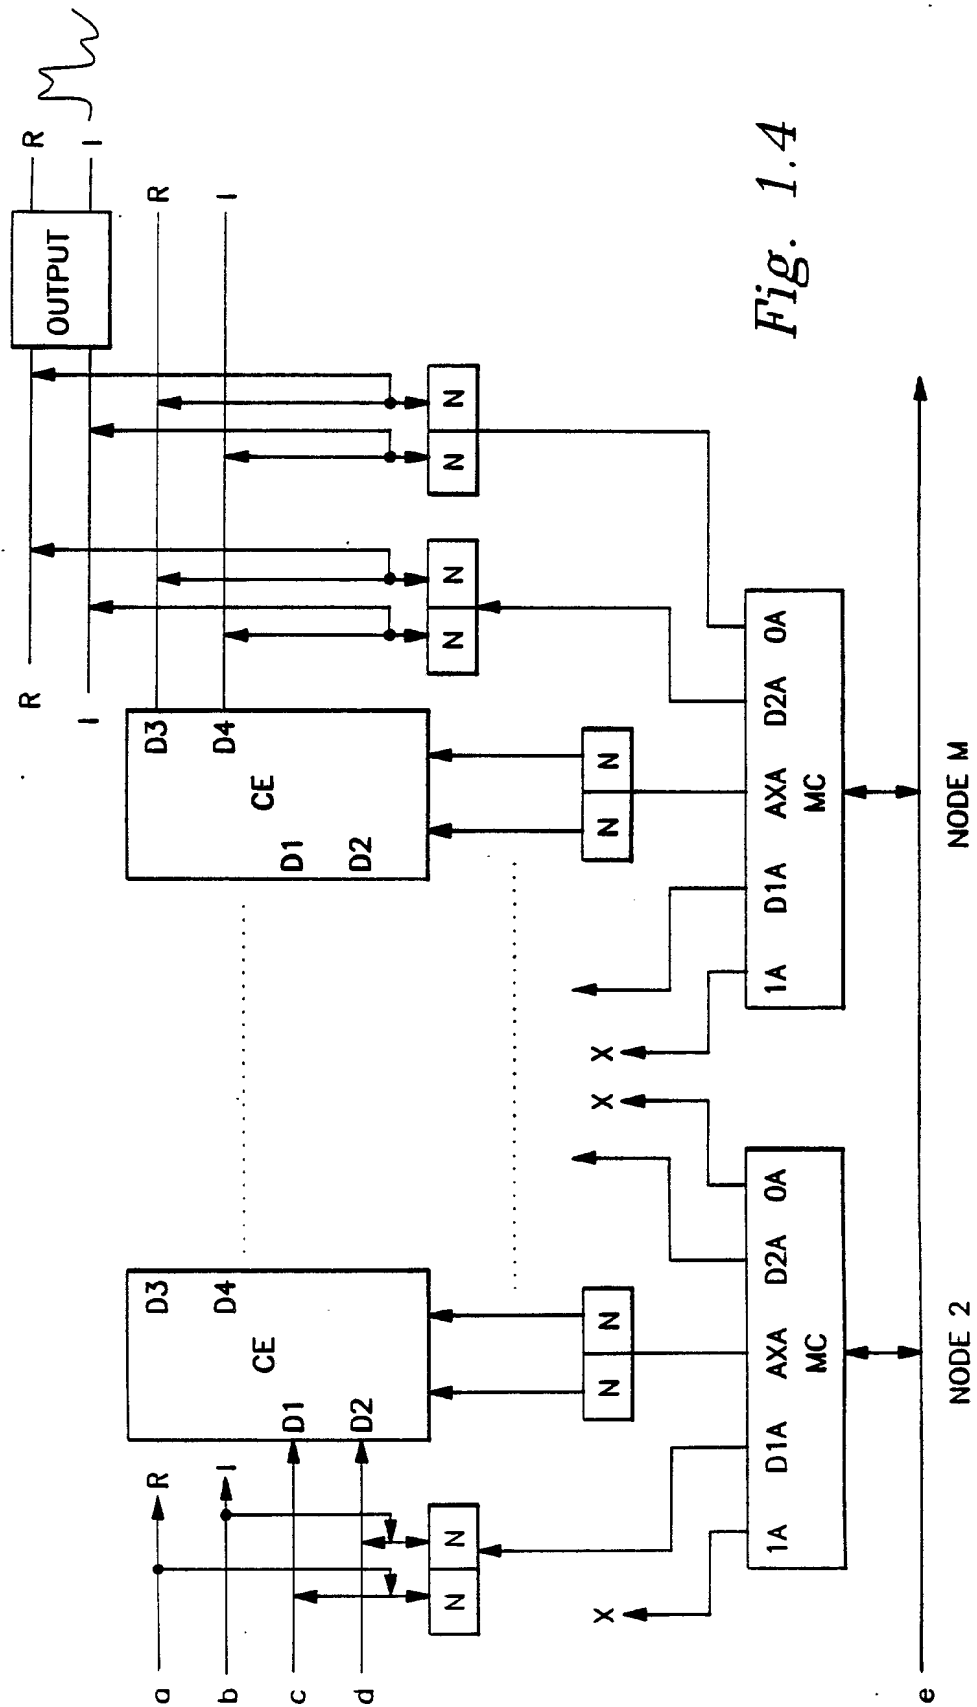 R
I
OUTPUT
R
I
R
I
D3
D4
CE
D1
D2
D3
D4
CE
D1
D2
R
I
a
b
c
d
N N
N N
N N
N N
N N
X
X
X
1A D1A AXA D2A 0A
MC
1A D1A AXA D2A 0A
MC
e
NODE 2
NODE M
Fig. 1.4